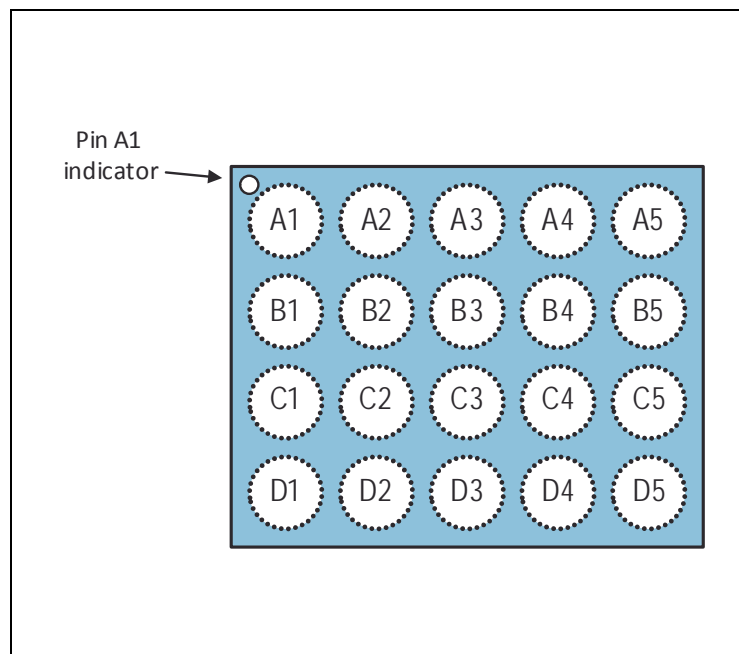 Pin A1
indicator
A1 A2 A3 A4 A5
B1 B2 B3 B4 B5
C1 C2 C3 C4 C5
D1 D2 D3 D4 D5